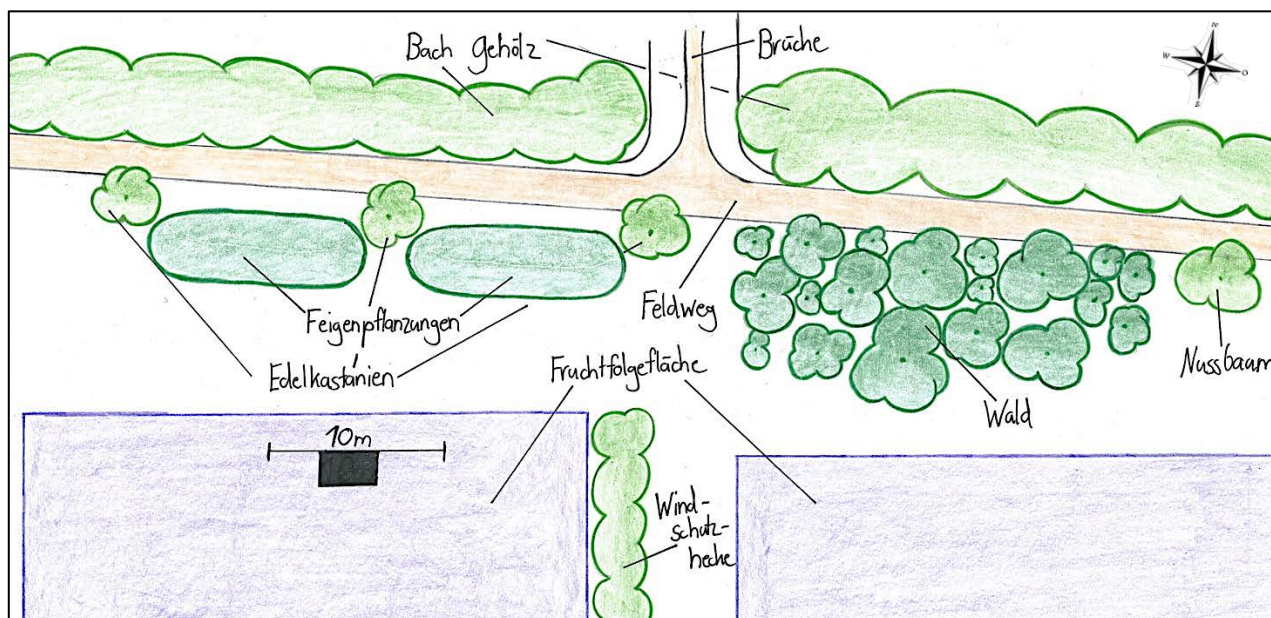 Bach Gehölz
Brüche
N
W
O
S
Feigenpflanzungen
Feldweg
Edelkastanien
Fruchtfolgefläche
Nussbaum
Wald
10m
Wind-
schutz-
hecke